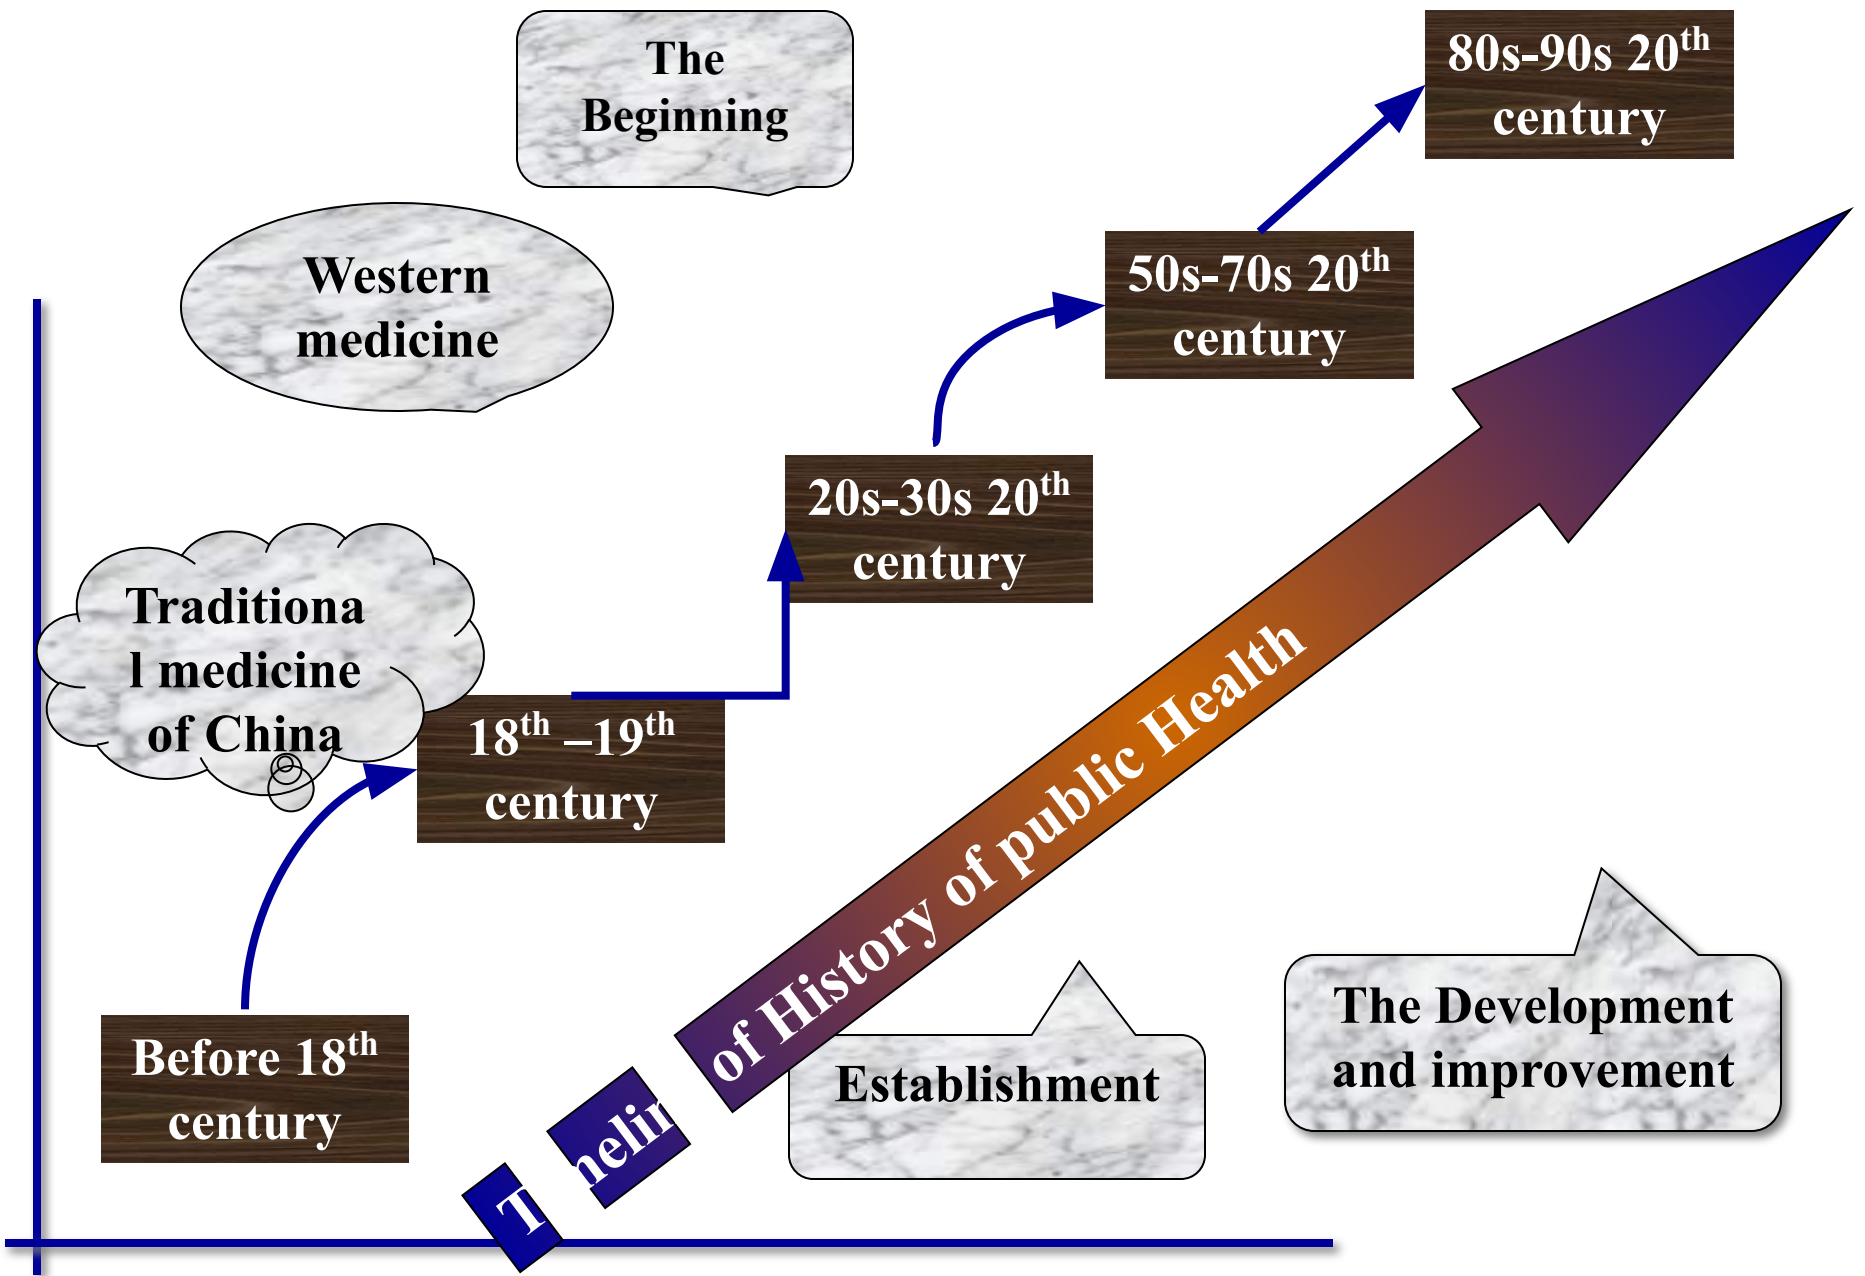 The
Beginning
80s-90s 20th
century
Western
medicine
50s-70s 20th
century
20s-30s 20th
century
Traditiona
l medicine
of China
18th –19th
century
of History of public Health
The Development
and improvement
Establishment
Before 18th
century